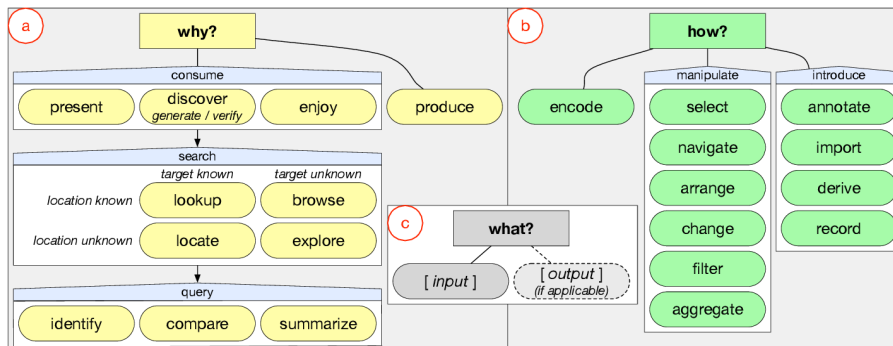 a
why?
consume
present
discover
generate / verify
enjoy
produce
search
target known
target unknown
location known
lookup
browse
location unknown
locate
explore
query
identify
compare
summarize
b
how?
encode
manipulate
select
navigate
arrange
change
filter
aggregate
introduce
annotate
import
derive
record
c
what?
[ input ]
[ output ]
(if applicable)